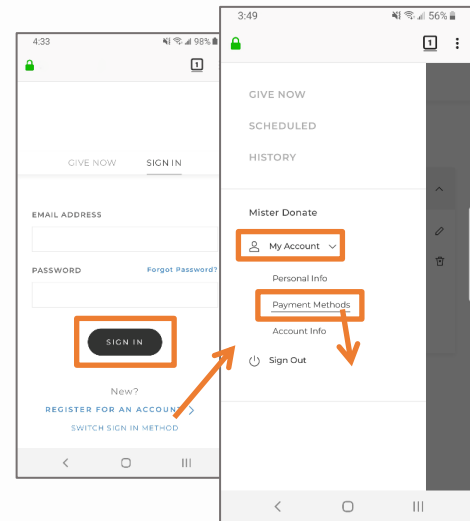 4:33
98%
1
GIVE NOW
SIGN IN
EMAIL ADDRESS
PASSWORD
Forgot Password?
SIGN IN
New?
REGISTER FOR AN ACCOUNT
SWITCH SIGN IN METHOD
3:49
56%
1
GIVE NOW
SCHEDULED
HISTORY
Mister Donate
My Account
Personal Info
Payment Methods
Account Info
Sign Out